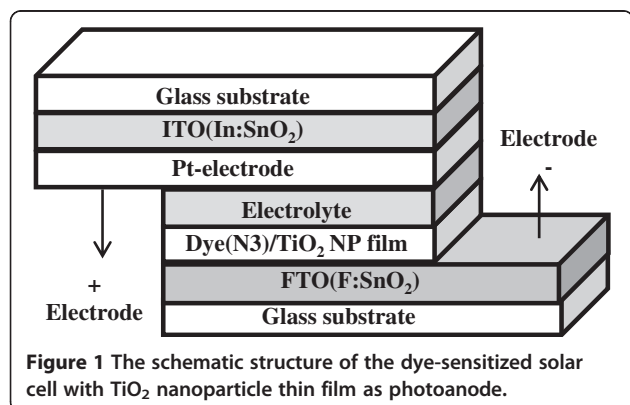 Glass substrate
ITO(In:SnO₂)
Pt-electrode
Electrolyte
Dye(N3)/TiO₂ NP film
FTO(F:SnO₂)
Glass substrate
+
Electrode
Electrode
-
Figure 1 The schematic structure of the dye-sensitized solar
cell with TiO₂ nanoparticle thin film as photoanode.